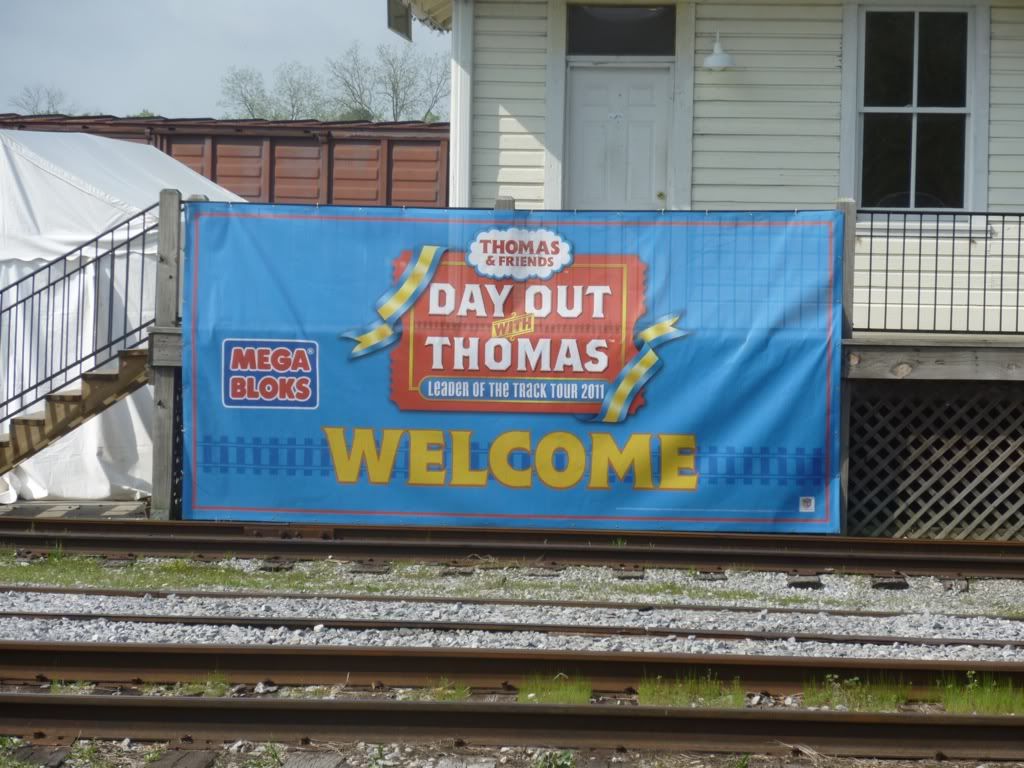 THOMAS
& FRIENDS
DAY OUT
WITH
THOMAS
LEADER OF THE TRACK TOUR 2011
MEGA
BLOKS®
WELCOME